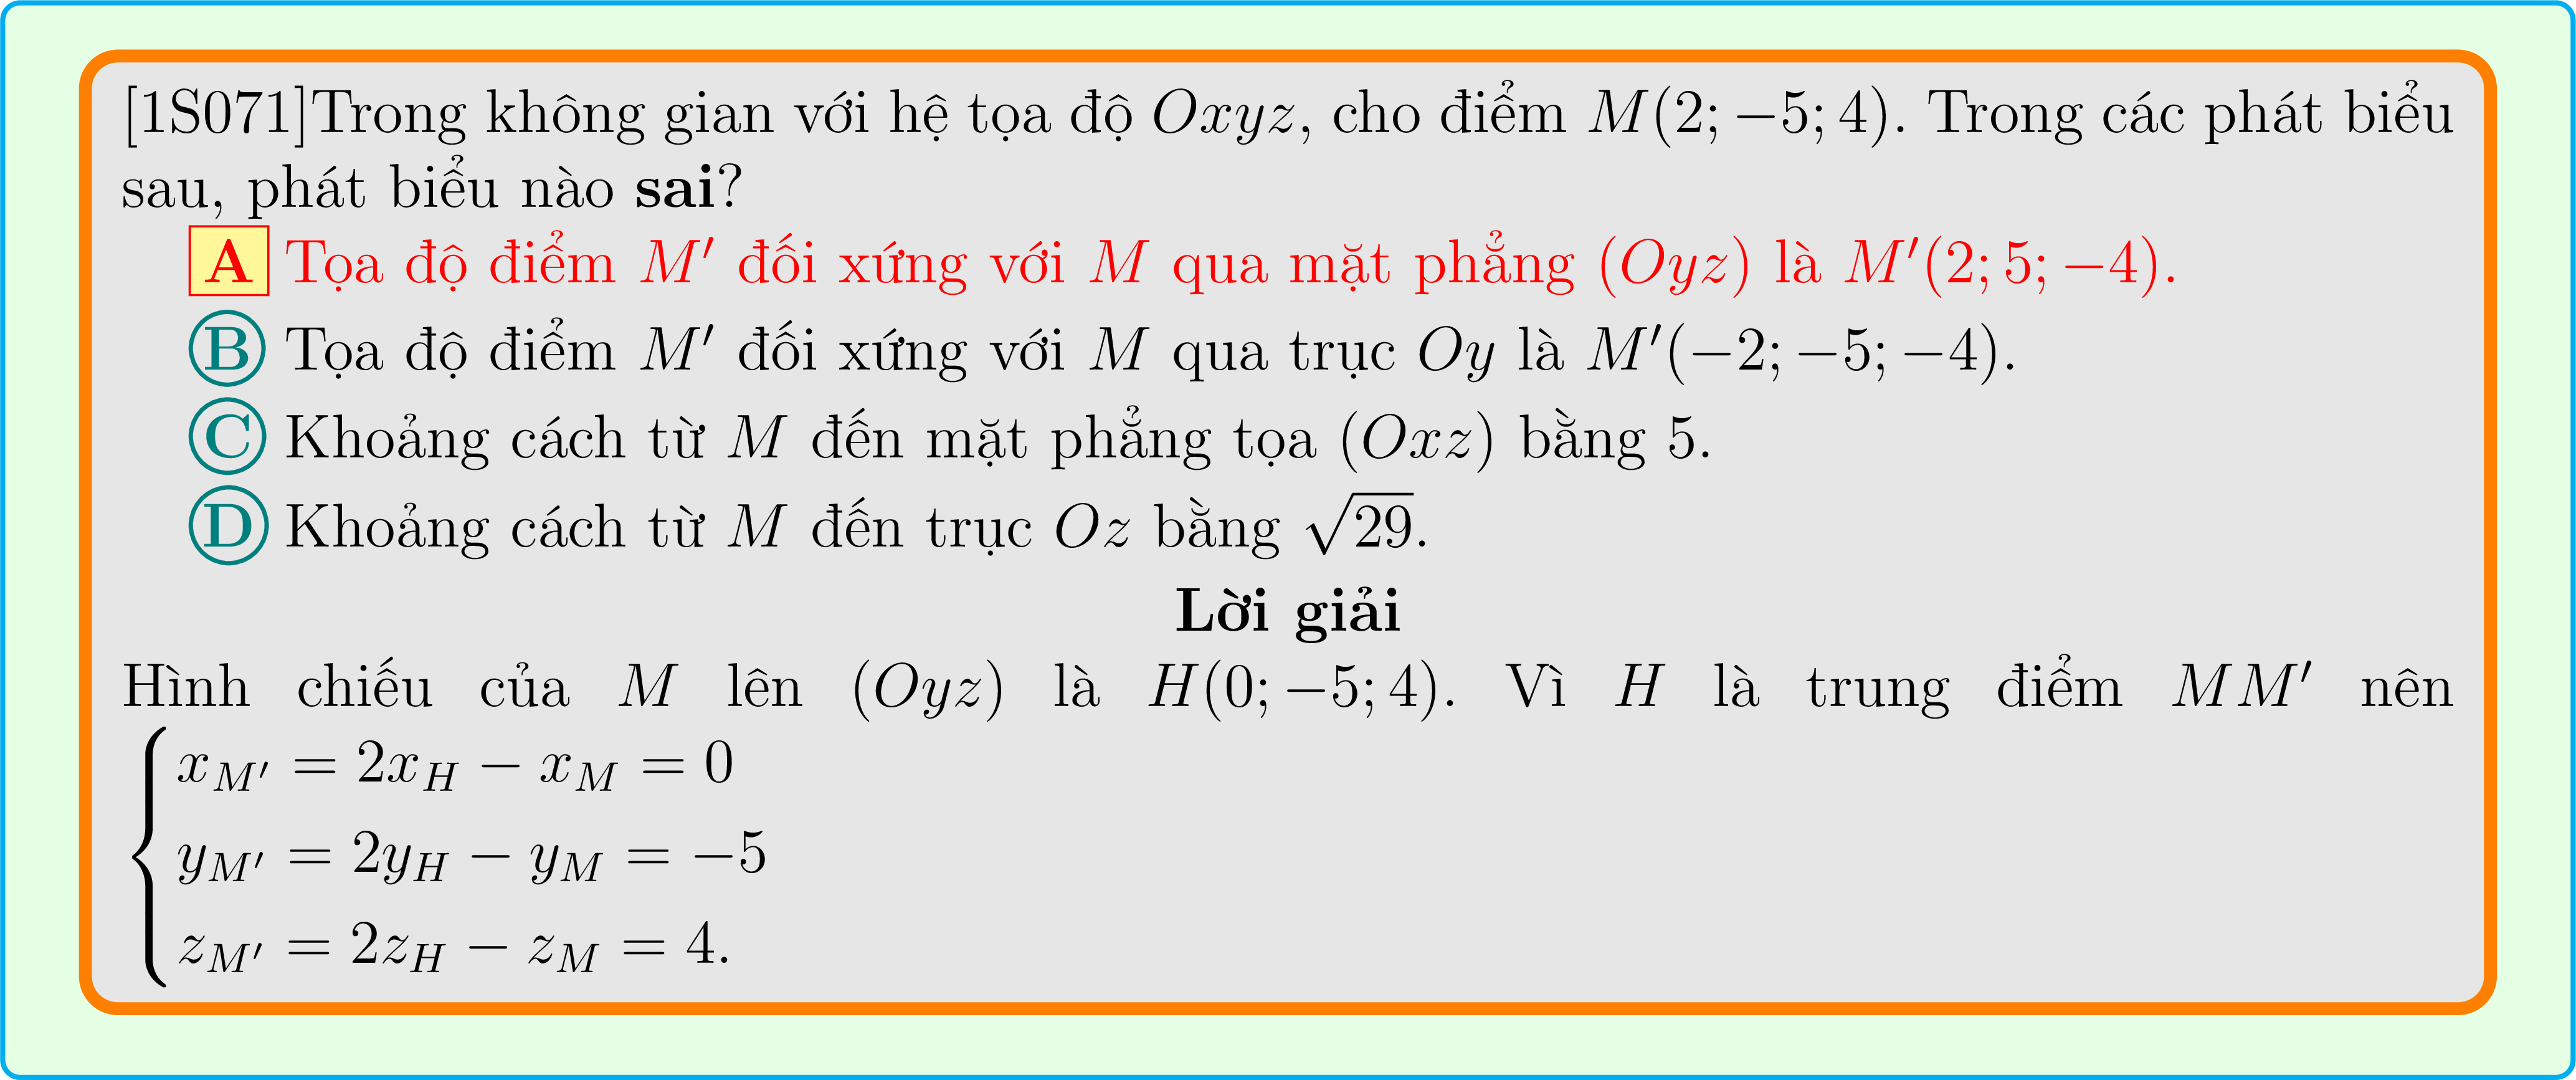 [1S071]Trong không gian với hệ tọa độ Oxyz, cho điểm M(2; −5; 4). Trong các phát biểu
sau, phát biểu nào sai?
A Tọa độ điểm M′ đối xứng với M qua mặt phẳng (Oyz) là M′(2; 5; −4).
B Tọa độ điểm M′ đối xứng với M qua trục Oy là M′(−2; −5; −4).
C Khoảng cách từ M đến mặt phẳng tọa (Oxz) bằng 5.
D Khoảng cách từ M đến trục Oz bằng √29.
Lời giải
Hình chiếu của M lên (Oyz) là H(0; −5; 4). Vì H là trung điểm MM′ nên
x_{M′} = 2x_H − x_M = 0
y_{M′} = 2y_H − y_M = −5
z_{M′} = 2z_H − z_M = 4.